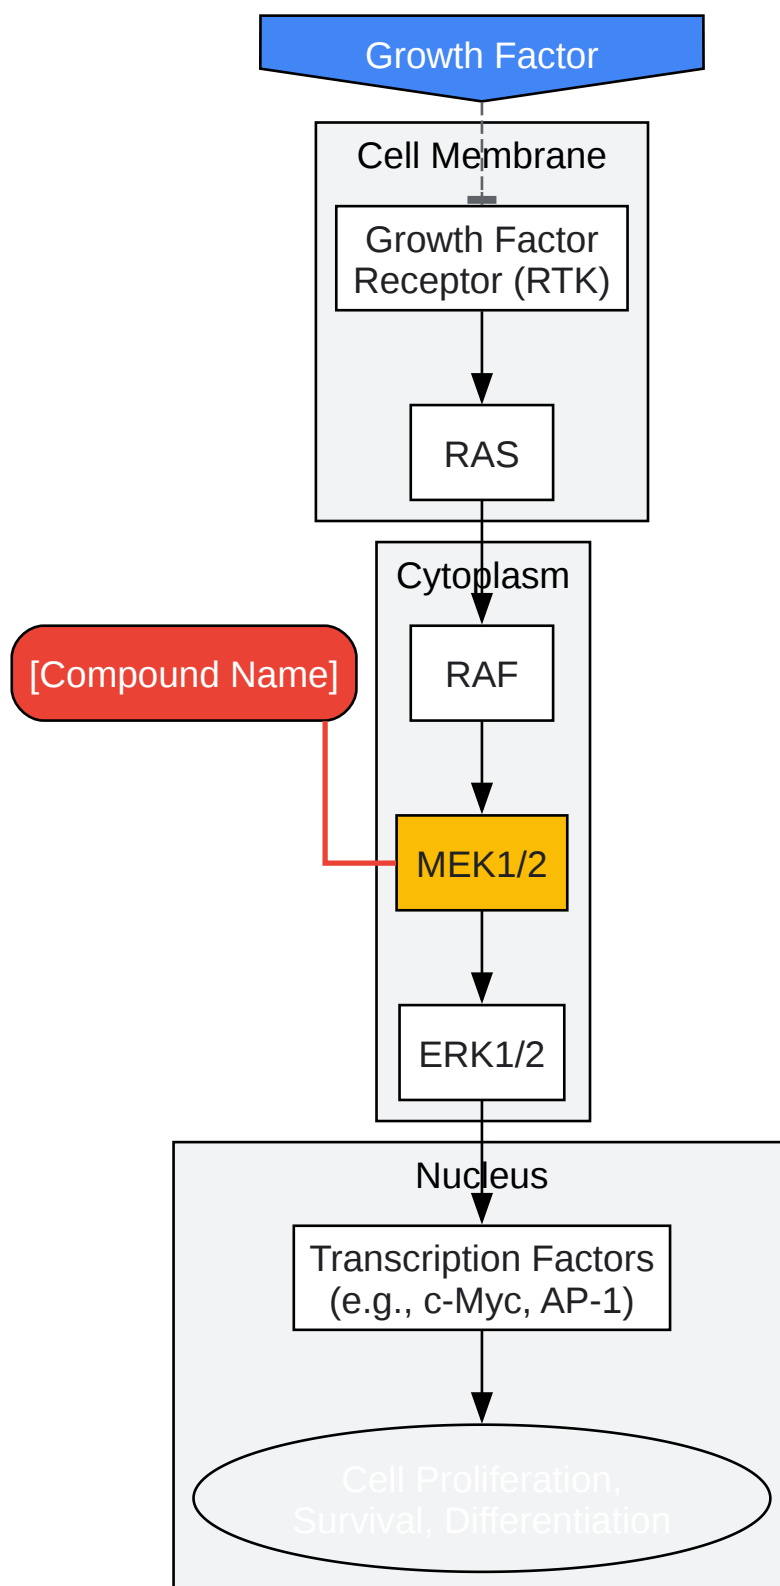 Growth Factor
Cell Membrane
Growth Factor
Receptor (RTK)
RAS
Cytoplasm
[Compound Name]
RAF
MEK1/2
ERK1/2
Nucleus
Transcription Factors
(e.g., c-Myc, AP-1)
Cell Proliferation,
Survival, Differentiation